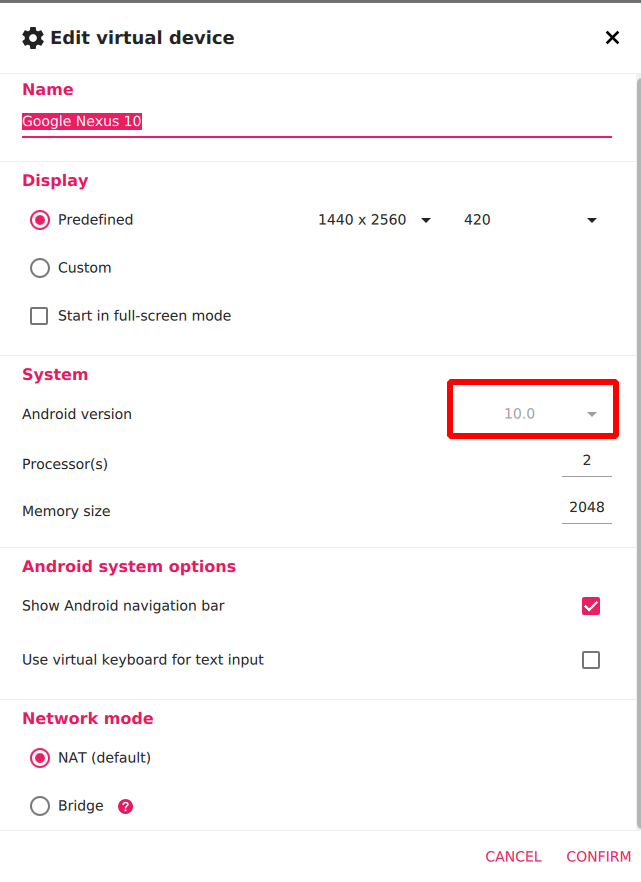 Edit virtual device
Name
Google Nexus 10
Display
Predefined 1440 x 2560 420
Custom
Start in full-screen mode
System
Android version 10.0
Processor(s) 2
Memory size 2048
Android system options
Show Android navigation bar
Use virtual keyboard for text input
Network mode
NAT (default)
Bridge ?
CANCEL CONFIRM